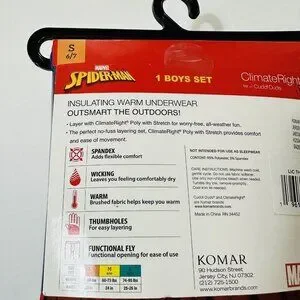 S
6/7
MARVEL
SPIDER-MAN
1 BOYS SET
ClimateRight
by Cuddl Duds
INSULATING WARM UNDERWEAR
OUTSMART THE OUTDOORS!
• Layer with ClimateRight® Poly with Stretch for worry-free, all-weather fun.
• The perfect no-fuss layering set, ClimateRight® Poly with Stretch provides comfort
and ease of movement.
SPANDEX
Adds flexible comfort
WICKING
Leaves you feeling comfortably dry
WARM
Brushed fabric helps keep you warm
THUMBHOLES
For easy layering
FUNCTIONAL FLY
Functional opening for ease of use
NOT INTENDED FOR USE AS SLEEPWEAR
Made in China RN 34452
LIC TH
KOMAR
90 Hudson Street
Jersey City, NJ 07302
(212) 725-1500
www.komarbrands.com
M